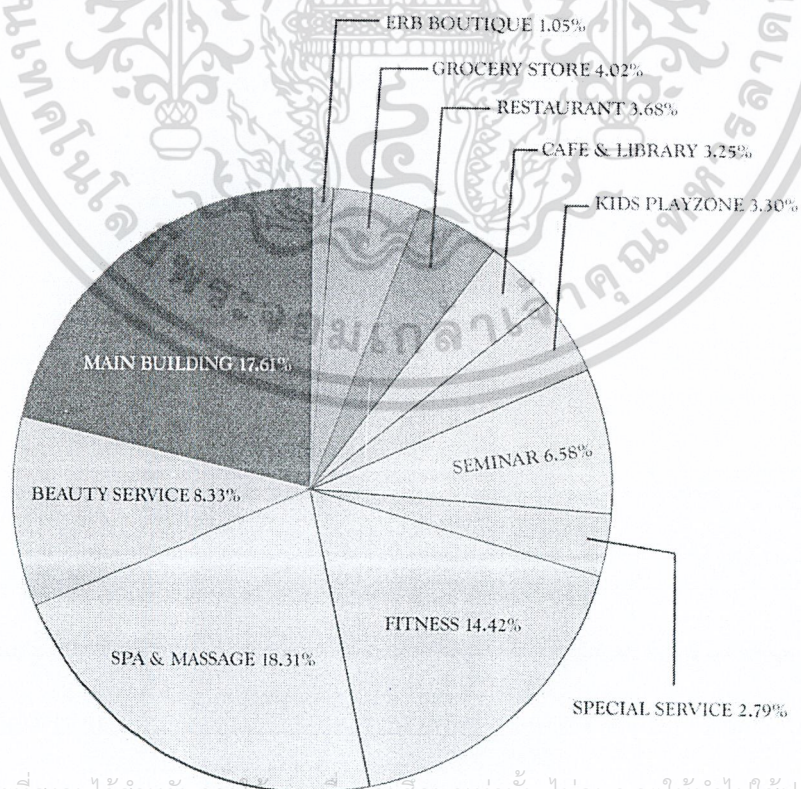 ERB BOUTIQUE 1.05%
GROCERY STORE 4.02%
RESTAURANT 3.68%
CAFE & LIBRARY 3.25%
KIDS PLAYZONE 3.30%
MAIN BUILDING 17.61%
SEMINAR 6.58%
BEAUTY SERVICE 8.33%
FITNESS 14.42%
SPA & MASSAGE 18.31%
SPECIAL SERVICE 2.79%